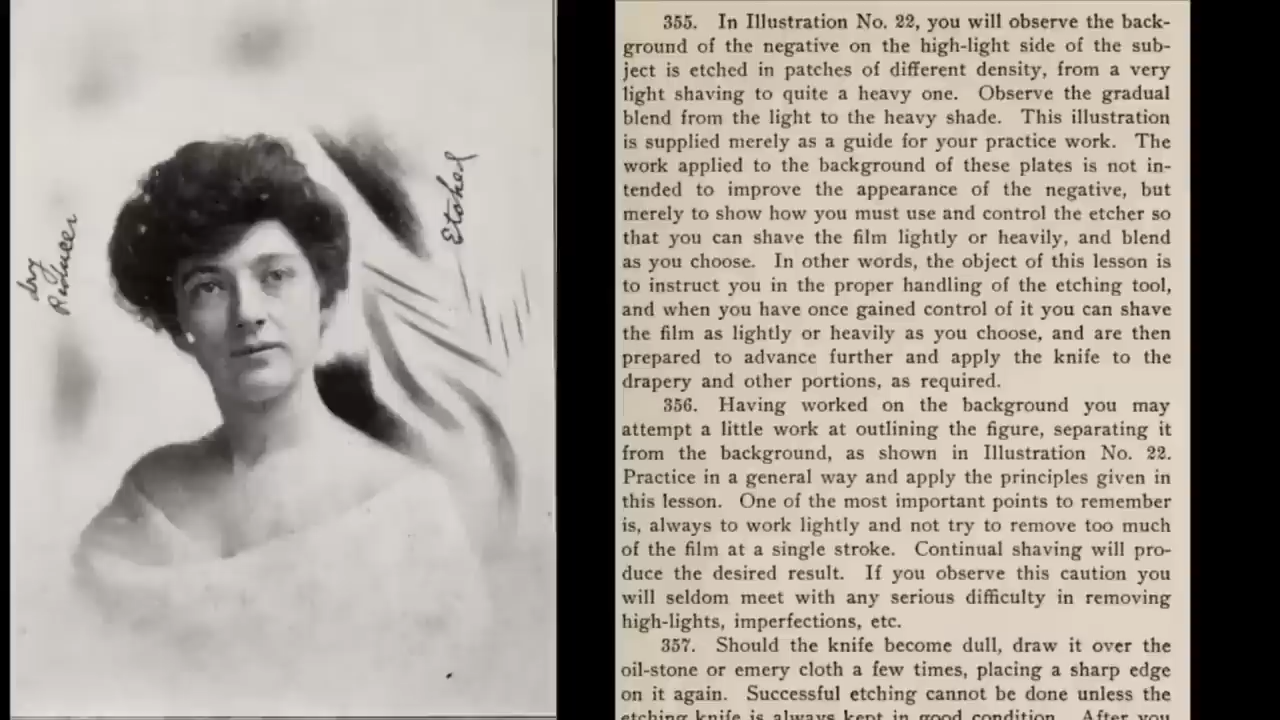 dry
Reducer
Etched
355. In Illustration No. 22, you will observe the back-
ground of the negative on the high-light side of the sub-
ject is etched in patches of different density, from a very
light shaving to quite a heavy one. Observe the gradual
blend from the light to the heavy shade. This illustration
is supplied merely as a guide for your practice work. The
work applied to the background of these plates is not in-
tended to improve the appearance of the negative, but
merely to show how you must use and control the etcher so
that you can shave the film lightly or heavily, and blend
as you choose. In other words, the object of this lesson is
to instruct you in the proper handling of the etching tool,
and when you have once gained control of it you can shave
the film as lightly or heavily as you choose, and are then
prepared to advance further and apply the knife to the
drapery and other portions, as required.
356. Having worked on the background you may
attempt a little work at outlining the figure, separating it
from the background, as shown in Illustration No. 22.
Practice in a general way and apply the principles given in
this lesson. One of the most important points to remember
is, always to work lightly and not try to remove too much
of the film at a single stroke. Continual shaving will pro-
duce the desired result. If you observe this caution you
will seldom meet with any serious difficulty in removing
high-lights, imperfections, etc.
357. Should the knife become dull, draw it over the
oil-stone or emery cloth a few times, placing a sharp edge
on it again. Successful etching cannot be done unless the
etching knife is always kept in good condition. After you